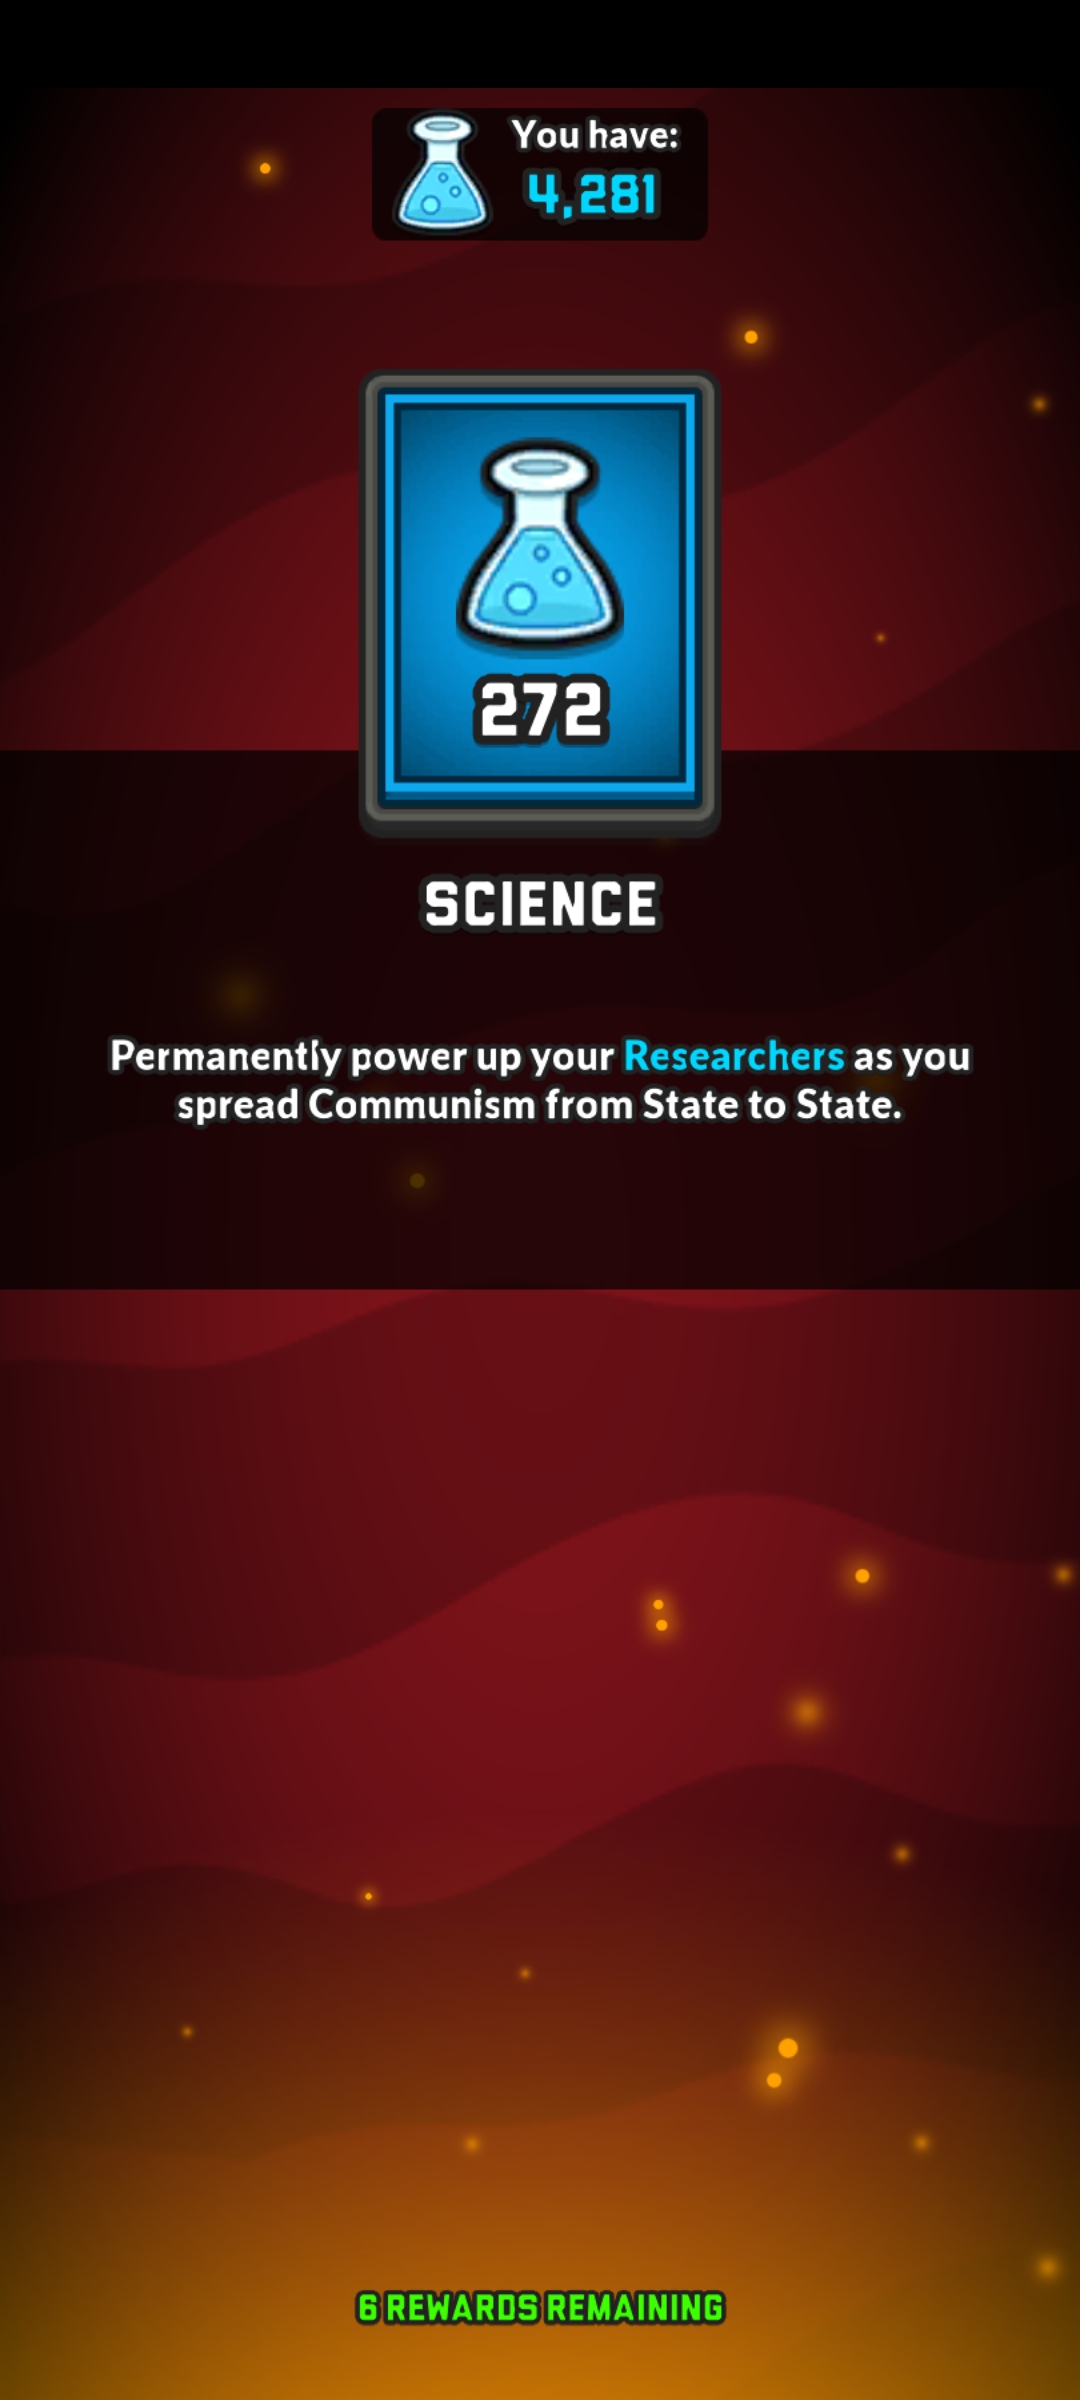 You have:
4,281
272
SCIENCE
Permanently power up your Researchers as you
spread Communism from State to State.
6 REWARDS REMAINING